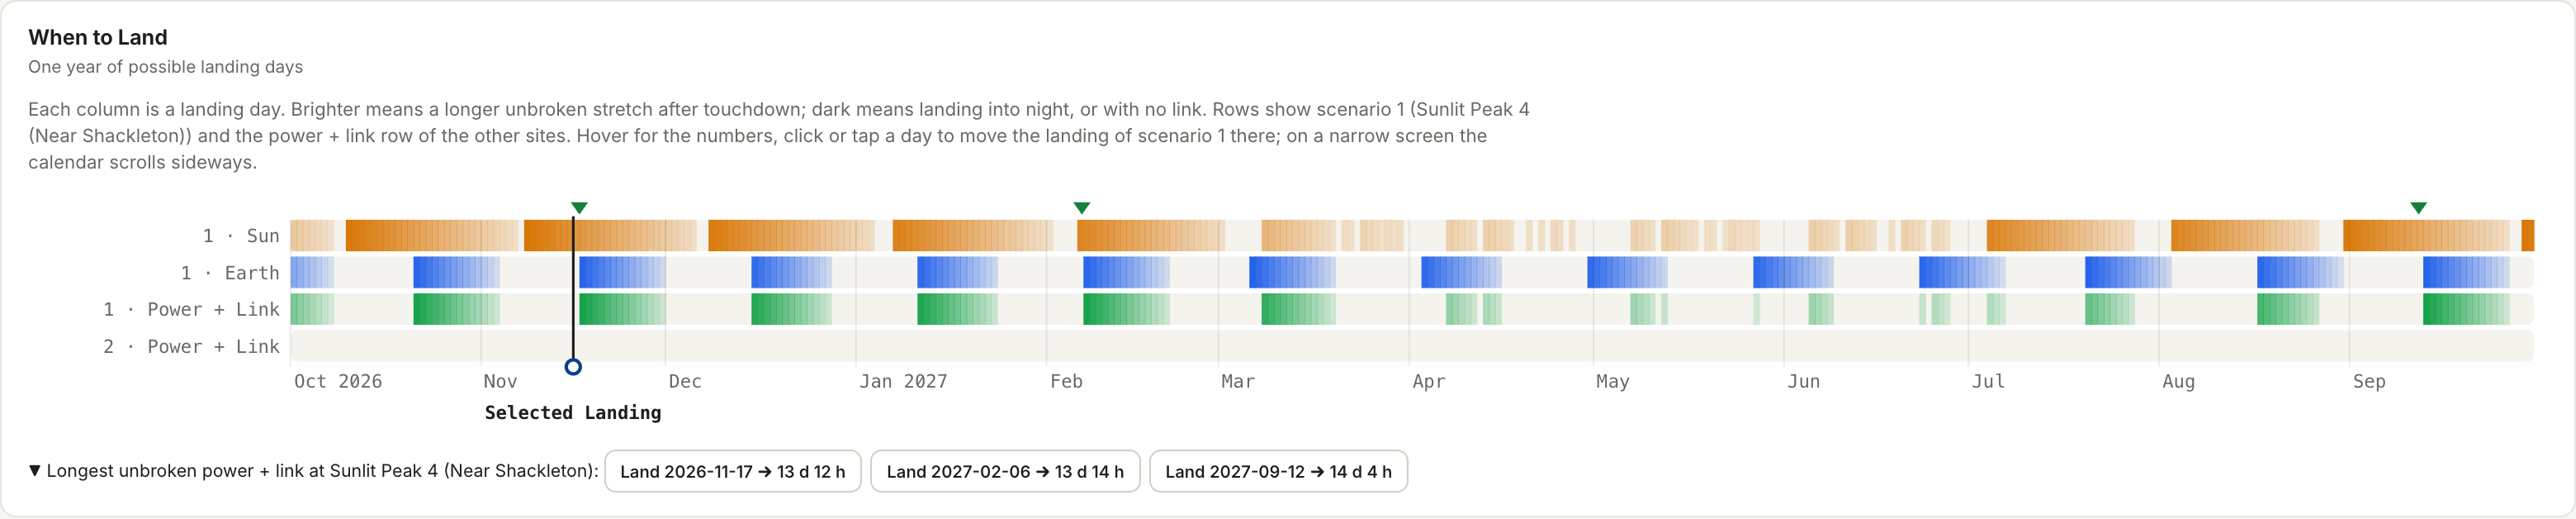 When to Land
One year of possible landing days
Each column is a landing day. Brighter means a longer unbroken stretch after touchdown; dark means landing into night, or with no link. Rows show scenario 1 (Sunlit Peak 4
(Near Shackleton)) and the power + link row of the other sites. Hover for the numbers, click or tap a day to move the landing of scenario 1 there; on a narrow screen the
calendar scrolls sideways.
1 · Sun
1 · Earth
1 · Power + Link
2 · Power + Link
Oct 2026 Nov Dec Jan 2027 Feb Mar Apr May Jun Jul Aug Sep
Selected Landing
▼ Longest unbroken power + link at Sunlit Peak 4 (Near Shackleton): Land 2026-11-17 → 13 d 12 h Land 2027-02-06 → 13 d 14 h Land 2027-09-12 → 14 d 4 h